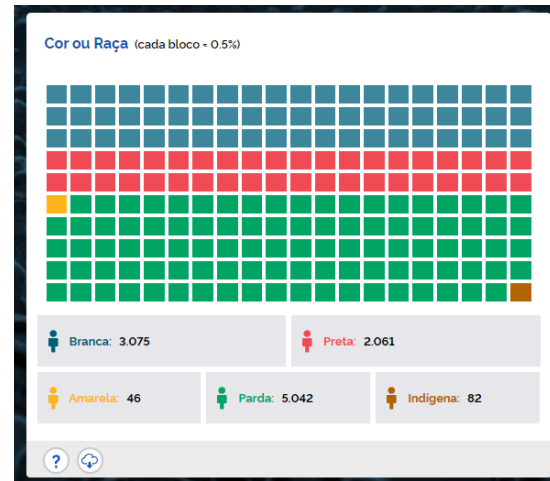 Cor ou Raça (cada bloco = 0.5%)
Branca: 3.075
Preta: 2.061
Amarela: 46
Parda: 5.042
Indígena: 82
?